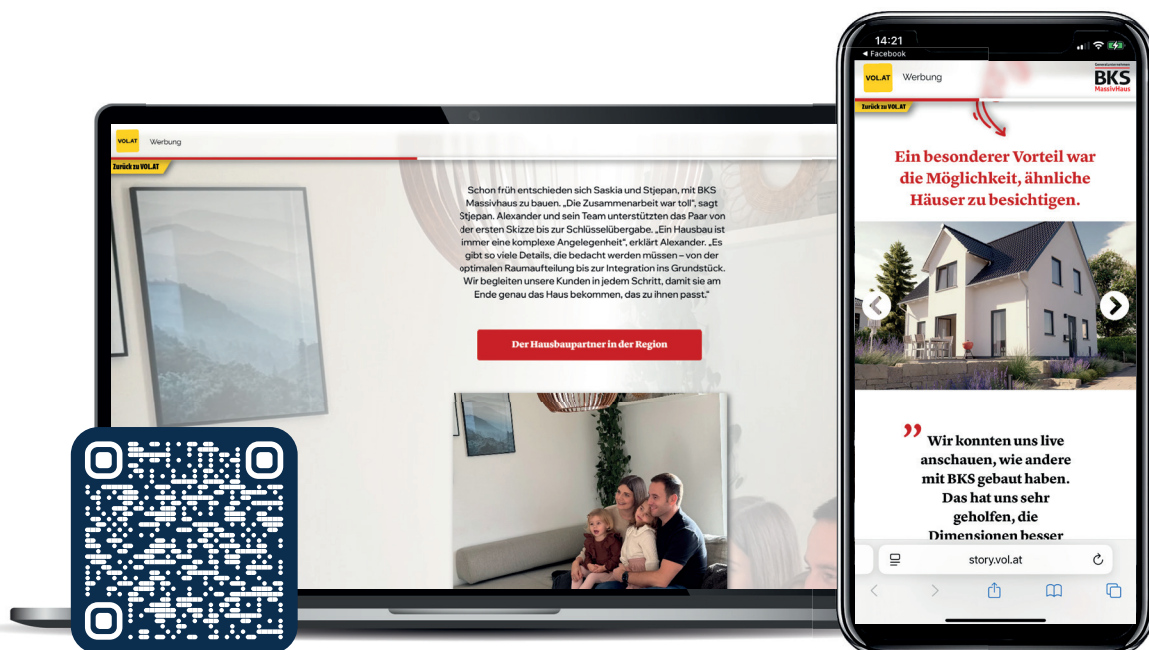 VOL.AT
Werbung
Zurück zu VOL.AT
Schon früh entschieden sich Saskia und Stjepan, mit BKS
Massivhaus zu bauen. „Die Zusammenarbeit war toll", sagt
Stjepan. Alexander und sein Team unterstützten das Paar von
der ersten Skizze bis zur Schlüsselübergabe. „Ein Hausbau ist
immer eine komplexe Angelegenheit", erklärt Alexander. „Es
gibt so viele Details, die bedacht werden müssen – von der
optimalen Raumaufteilung bis zur Integration ins Grundstück.
Wir begleiten unsere Kunden in jedem Schritt, damit sie am
Ende genau das Haus bekommen, das zu ihnen passt."
Der Hausbaupartner in der Region
14:21
◀ Facebook
VOL.AT
Werbung
Generalunternehmen
BKS
MassivHaus
Zurück zu VOL.AT
Ein besonderer Vorteil war
die Möglichkeit, ähnliche
Häuser zu besichtigen.
” Wir konnten uns live
anschauen, wie andere
mit BKS gebaut haben.
Das hat uns sehr
geholfen, die
Dimensionen besser
story.vol.at